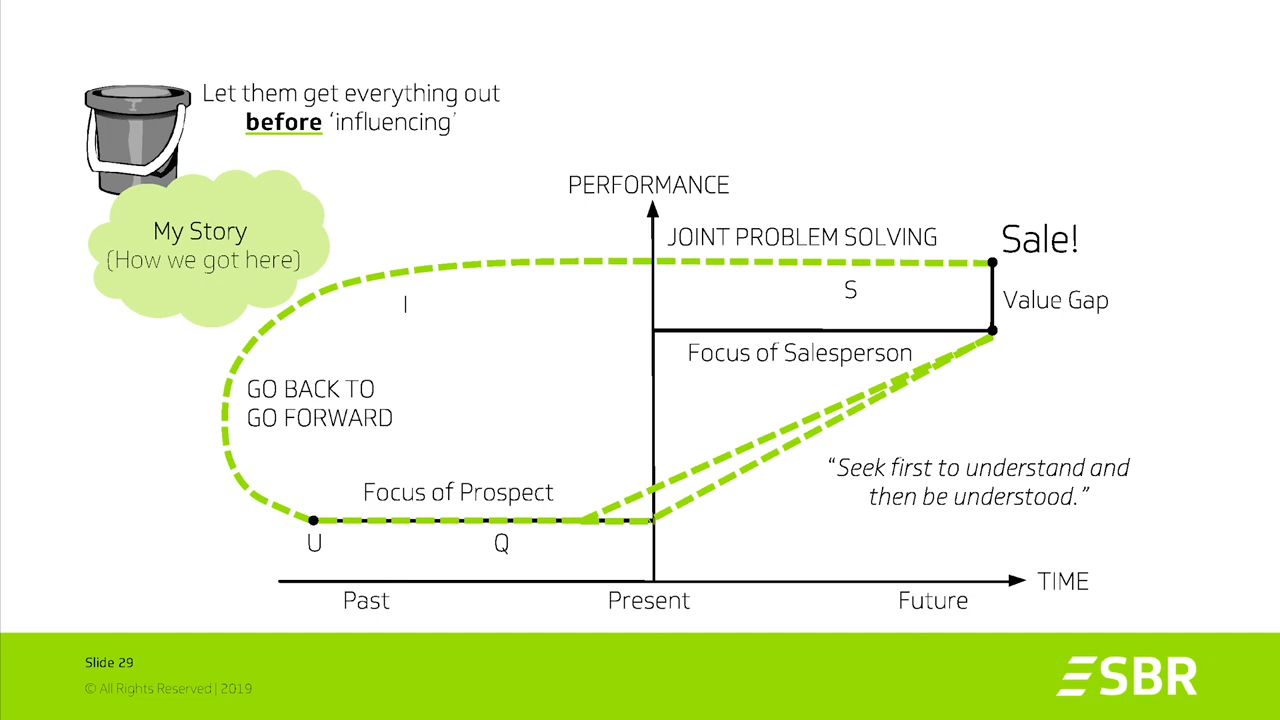 Let them get everything out
before ‘influencing’
My Story
(How we got here)
PERFORMANCE
JOINT PROBLEM SOLVING
Sale!
I
S
Value Gap
Focus of Salesperson
GO BACK TO
GO FORWARD
“Seek first to understand and
then be understood.”
Focus of Prospect
U
Q
TIME
Past
Present
Future
Slide 29
© All Rights Reserved | 2019
SBR